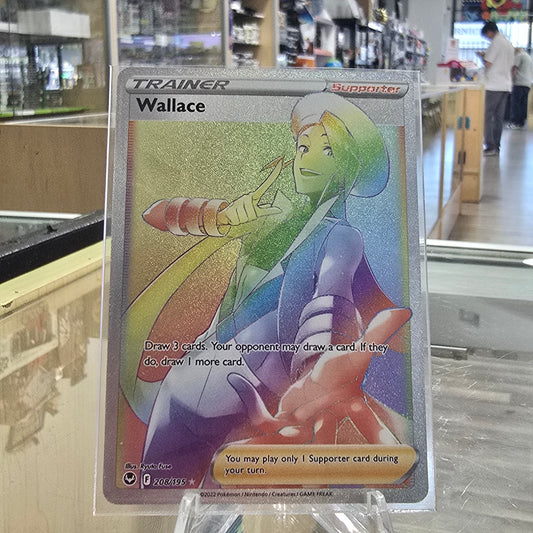 TRAINER
Supporter
Wallace
Draw 3 cards. Your opponent may draw a card. If they
do, draw 1 more card.
You may play only 1 Supporter card during
your turn.
Illus. Ryuta Fuse
F 208/195
©2022 Pokémon / Nintendo / Creatures / GAME FREAK